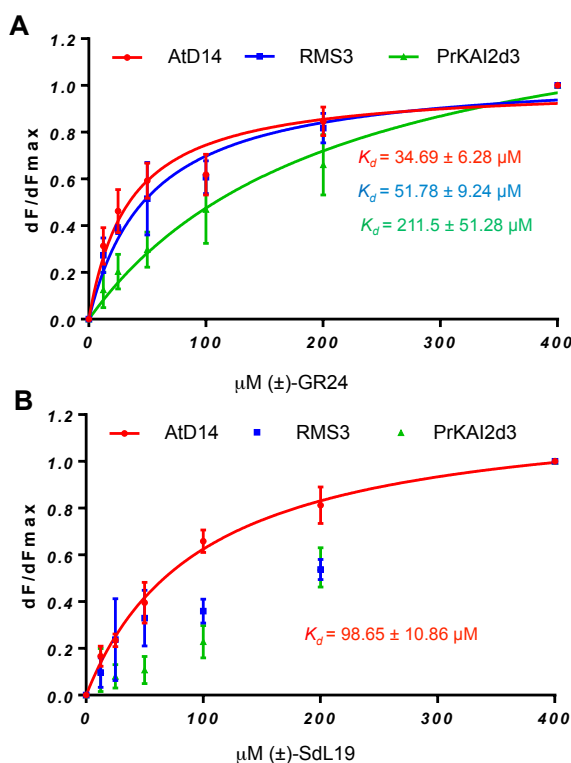 A
AtD14 RMS3 PrKAI2d3
dF/dFmax
1.2
1.0
0.8
0.6
0.4
0.2
0.0
Kd = 34.69 ± 6.28 µM
Kd = 51.78 ± 9.24 µM
Kd = 211.5 ± 51.28 µM
0 100 200 300 400
µM (±)-GR24
B
AtD14 RMS3 PrKAI2d3
dF/dFmax
1.2
1.0
0.8
0.6
0.4
0.2
0.0
Kd = 98.65 ± 10.86 µM
0 100 200 300 400
µM (±)-SdL19